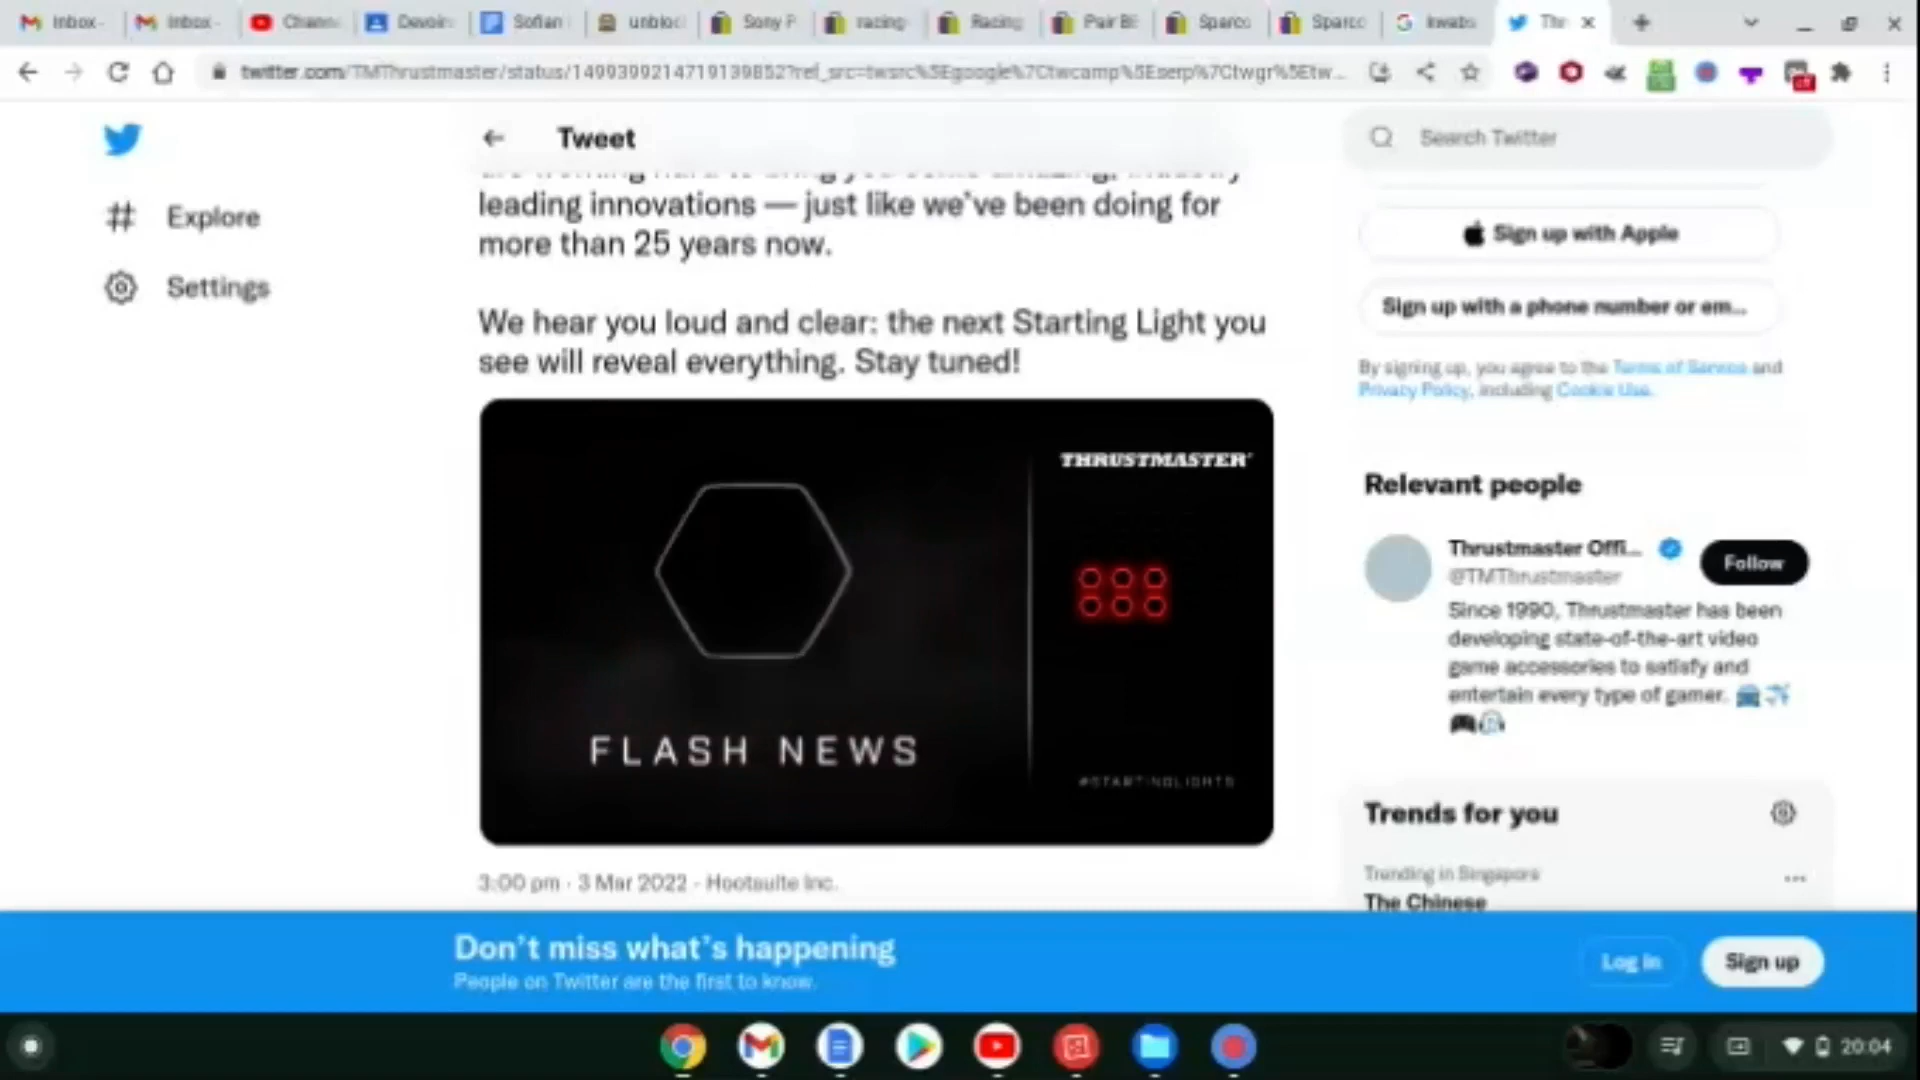 Inbox-
Inbox-
Chann
Devoir
Sofian
unbloc
Sony P
racing
Racing
Pair BE
Sparco
Sparco
kwabs
Thr
twitter.com/TMThrustmaster/status/1499399214719139852?ref_src=twsrc%5Egoogle%7Ctwcamp%5Eserp%7Ctwgr%5Etw...
Tweet
Search Twitter
Explore
Settings
leading innovations — just like we've been doing for
more than 25 years now.
We hear you loud and clear: the next Starting Light you
see will reveal everything. Stay tuned!
THRUSTMASTER
FLASH NEWS
#STARTINGLIGHTS
3:00 pm · 3 Mar 2022 · Hootsuite Inc.
Sign up with Apple
Sign up with a phone number or em...
By signing up, you agree to the Terms of Service and
Privacy Policy, including Cookie Use.
Relevant people
Thrustmaster Offi...
@TMThrustmaster
Follow
Since 1990, Thrustmaster has been
developing state-of-the-art video
game accessories to satisfy and
entertain every type of gamer.
Trends for you
Trending in Singapore
The Chinese
Don't miss what's happening
People on Twitter are the first to know.
Log in
Sign up
20:04